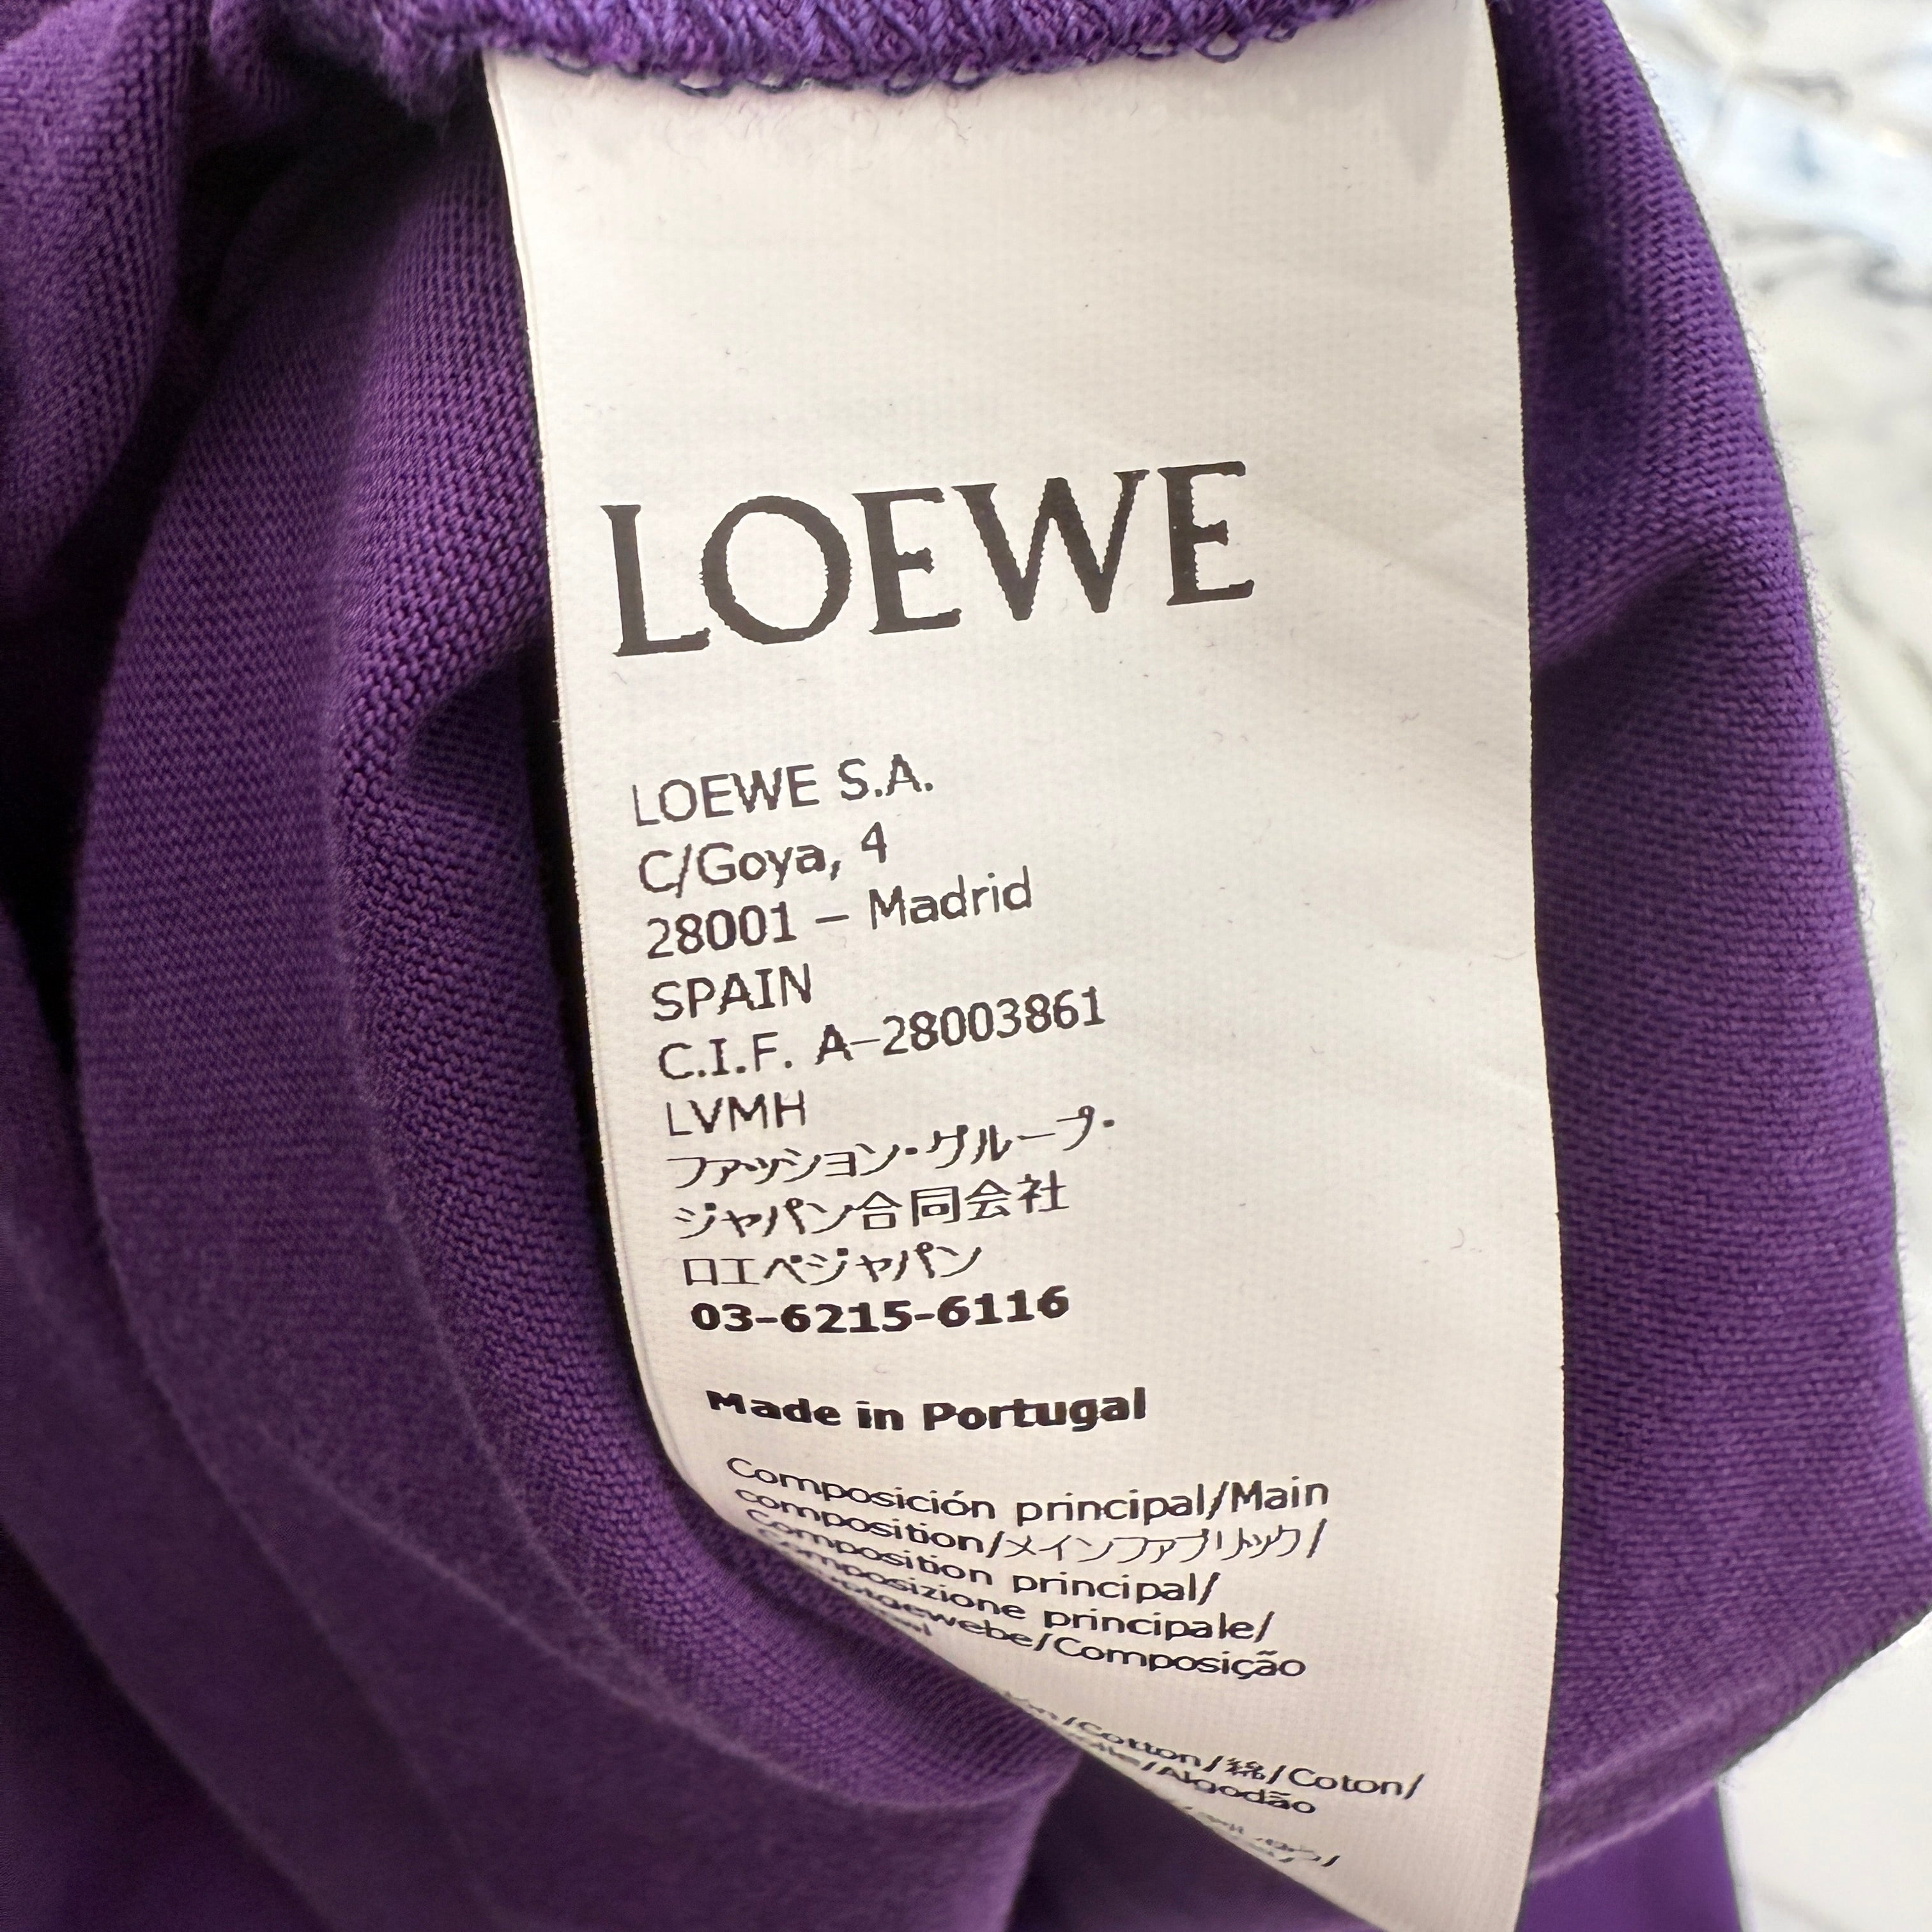 LOEWE
LOEWE S.A.
C/Goya, 4
28001 – Madrid
SPAIN
C.I.F. A-28003861
LVMH
ファッション・グループ・
ジャパン合同会社
ロエベジャパン
03-6215-6116
Made in Portugal
Composición principal/Main
composition/メインファブリック/
Composition principal/
Composizione principale/
/Composição
/Cotton/綿/Coton/
/Algodão